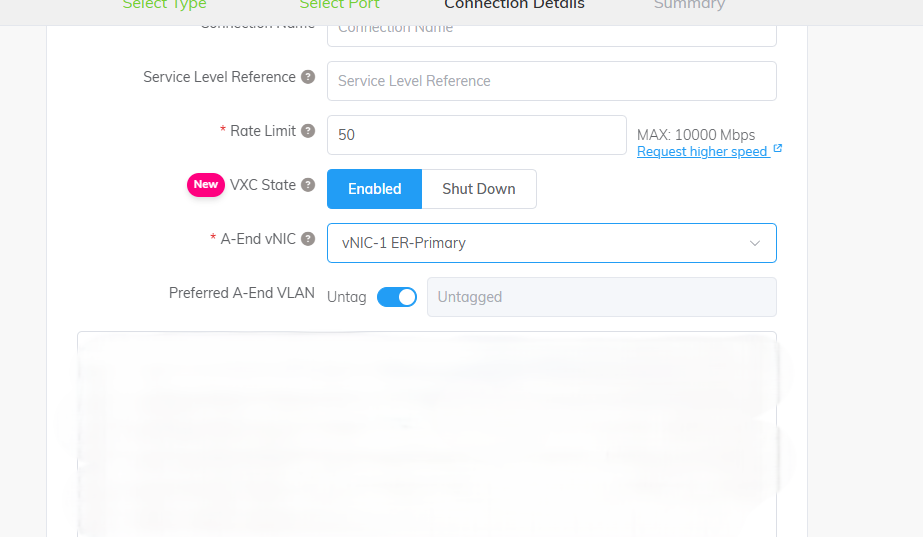 Select Type
Select Port
Connection Details
Summary
Connection Name
Connection Name
Service Level Reference ?
Service Level Reference
* Rate Limit ?
50
MAX: 10000 Mbps
Request higher speed
New VXC State ?
Enabled
Shut Down
* A-End vNIC ?
vNIC-1 ER-Primary
Preferred A-End VLAN
Untag
Untagged